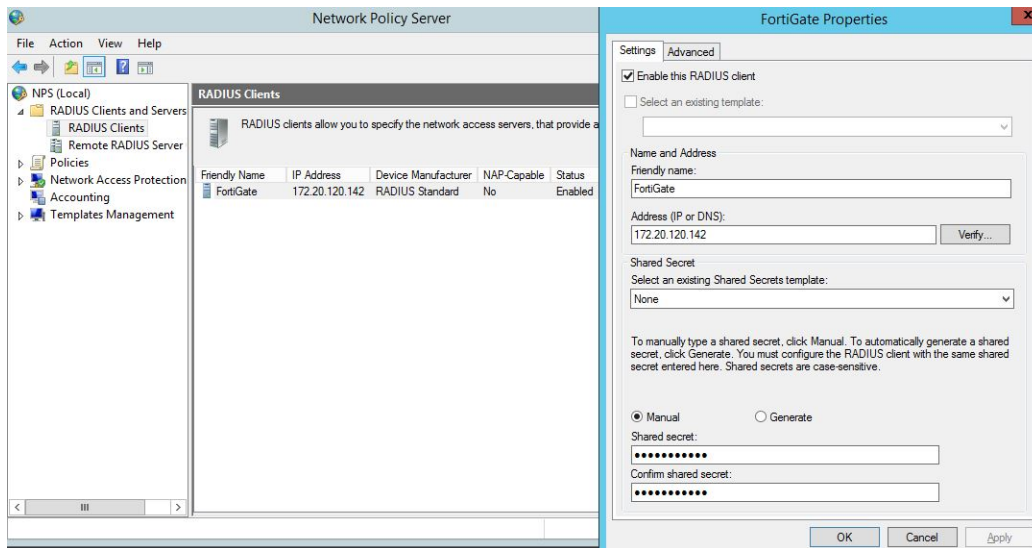 Network Policy Server
File Action View Help
NPS (Local)
RADIUS Clients and Servers
RADIUS Clients
Remote RADIUS Server
Policies
Network Access Protection
Accounting
Templates Management
RADIUS Clients
RADIUS clients allow you to specify the network access servers, that provide a
Friendly Name IP Address Device Manufacturer NAP-Capable Status
FortiGate 172.20.120.142 RADIUS Standard No Enabled
FortiGate Properties
Settings Advanced
Enable this RADIUS client
Select an existing template:
Name and Address
Friendly name:
FortiGate
Address (IP or DNS):
172.20.120.142 Verify...
Shared Secret
Select an existing Shared Secrets template:
None
To manually type a shared secret, click Manual. To automatically generate a shared
secret, click Generate. You must configure the RADIUS client with the same shared
secret entered here. Shared secrets are case-sensitive.
Manual Generate
Shared secret:
●●●●●●●●●●●
Confirm shared secret:
●●●●●●●●●●●
OK Cancel Apply